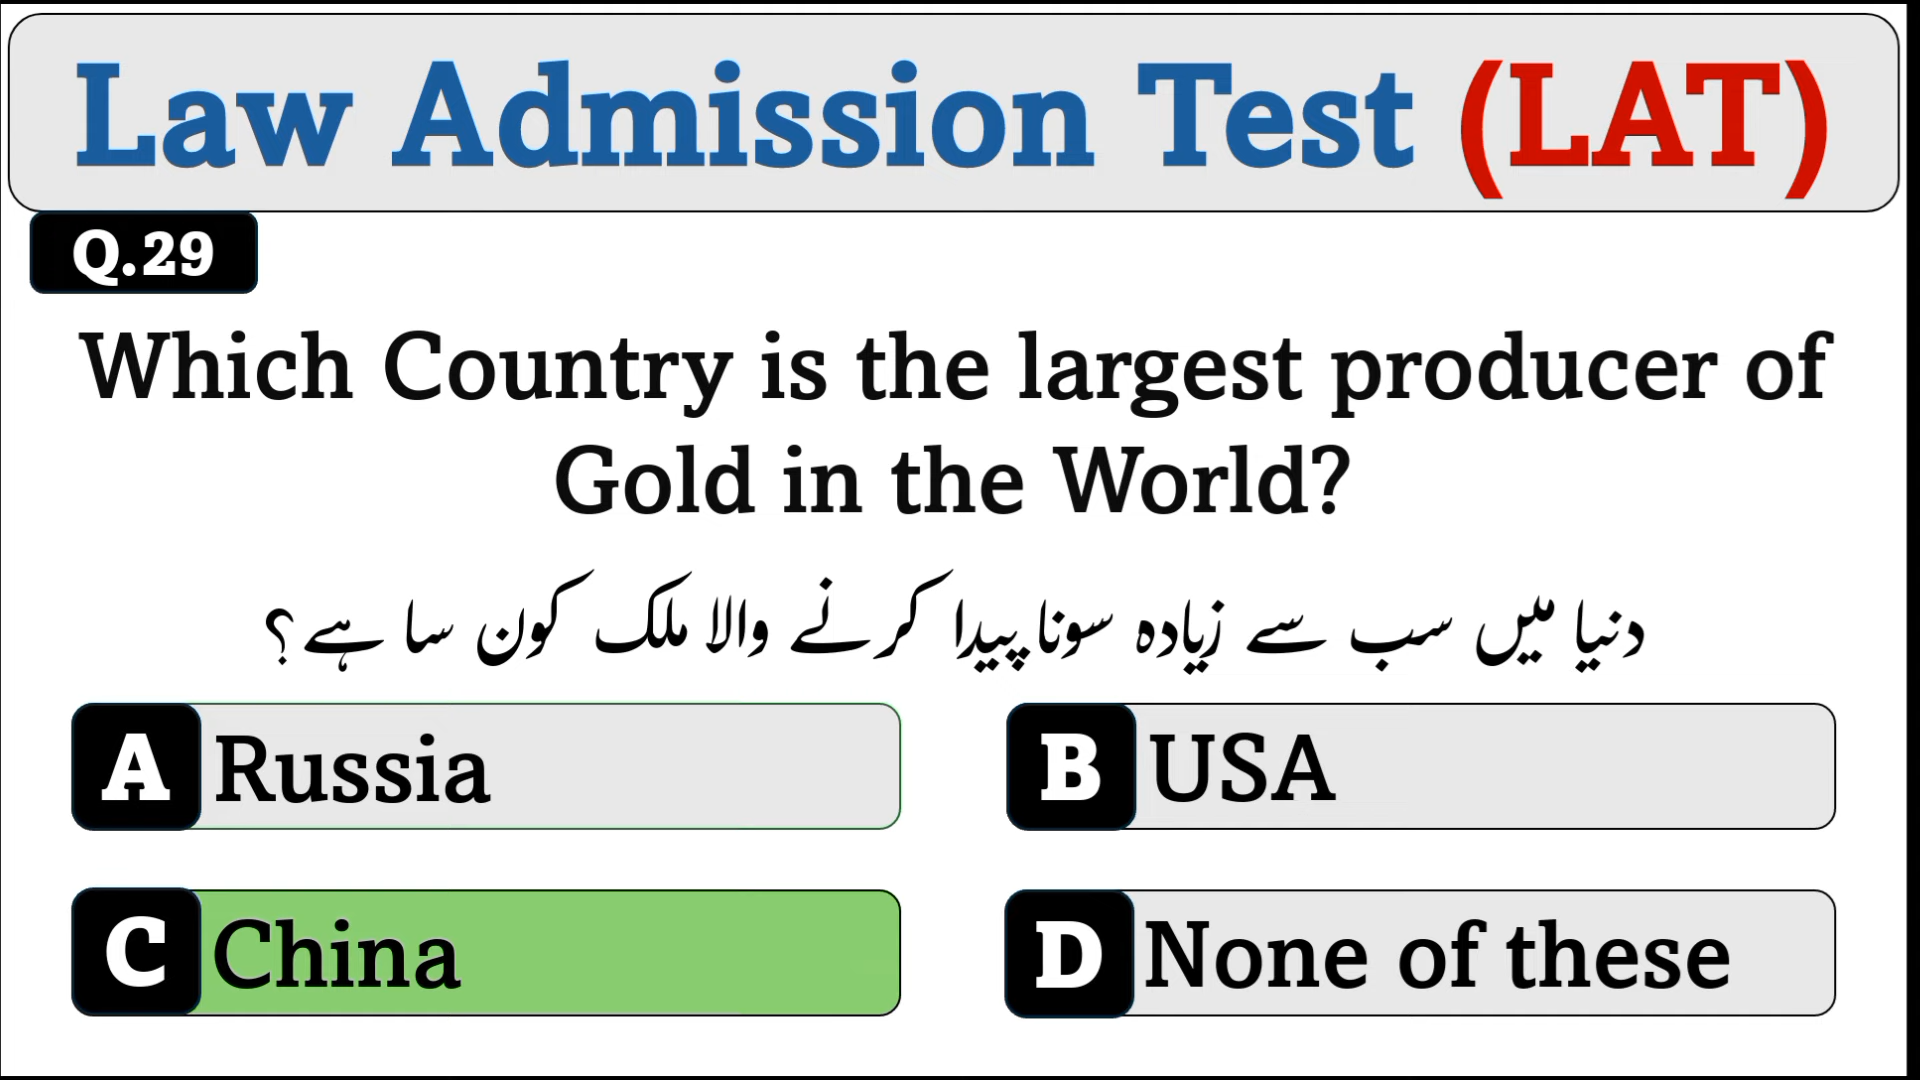 Law Admission Test (LAT)
Q.29
Which Country is the largest producer of
Gold in the World?
دنیا میں سب سے زیادہ سونا پیدا کرنے والا ملک کون سا ہے؟
A Russia
B USA
C China
D None of these